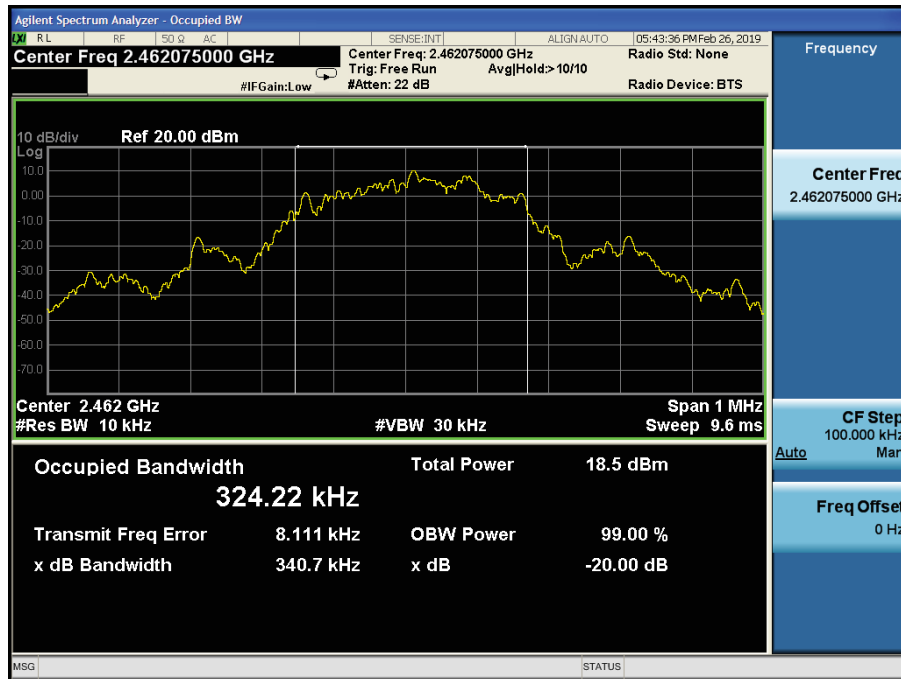 Agilent Spectrum Analyzer - Occupied BW
LXI RL RF 50 Ω AC SENSE:INT ALIGN AUTO 05:43:36 PM Feb 26, 2019
Center Freq 2.462075000 GHz
Center Freq: 2.462075000 GHz
Radio Std: None
Trig: Free Run
Avg|Hold:> 10/10
#IFGain:Low
#Atten: 22 dB
Radio Device: BTS
10 dB/div
Ref 20.00 dBm
Log
10.0
0.00
-10.0
-20.0
-30.0
-40.0
-50.0
-60.0
-70.0
Center 2.462 GHz
Span 1 MHz
#Res BW 10 kHz
#VBW 30 kHz
Sweep 9.6 ms
Occupied Bandwidth
Total Power 18.5 dBm
324.22 kHz
Transmit Freq Error 8.111 kHz
OBW Power 99.00 %
x dB Bandwidth 340.7 kHz
x dB -20.00 dB
Frequency
Center Freq
2.462075000 GHz
CF Step
100.000 kHz
Auto Man
Freq Offset
0 Hz
MSG
STATUS